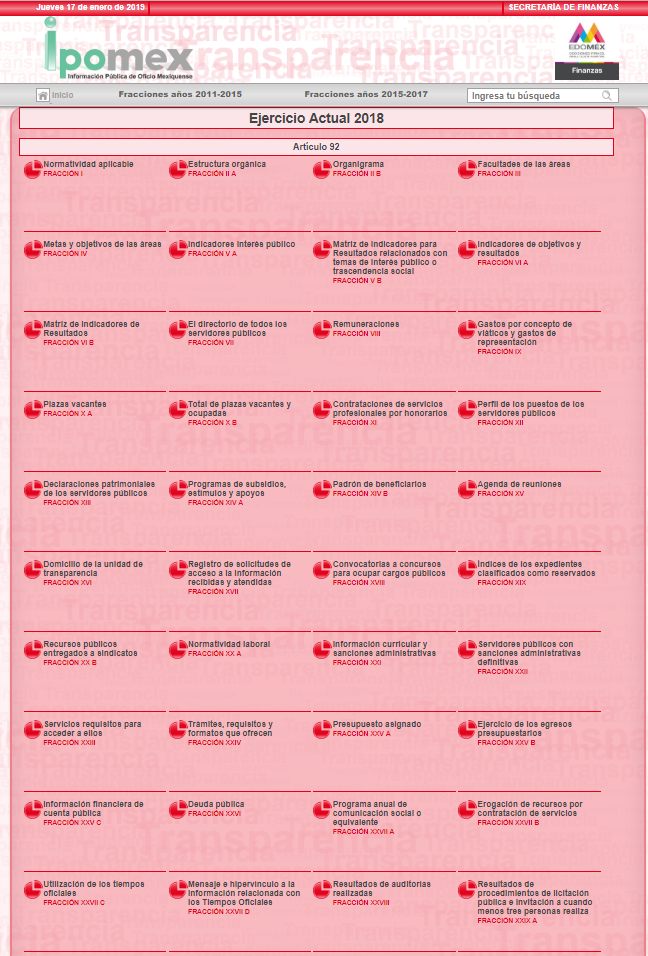 Jueves 17 de enero de 2019
SECRETARÍA DE FINANZAS
ipomex
Información Pública de Oficio Mexiquense
EDOMEX
Finanzas
Inicio
Fracciones años 2011-2015
Fracciones años 2015-2017
Ingresa tu búsqueda
Ejercicio Actual 2018
Artículo 92
Normatividad aplicable
FRACCIÓN I
Estructura orgánica
FRACCIÓN II A
Organigrama
FRACCIÓN II B
Facultades de las áreas
FRACCIÓN III
Metas y objetivos de las áreas
FRACCIÓN IV
Indicadores interés público
FRACCIÓN V A
Matriz de Indicadores para
Resultados relacionados con
temas de interés público o
trascendencia social
FRACCIÓN V B
Indicadores de objetivos y
resultados
FRACCIÓN VI A
Matriz de Indicadores de
Resultados
FRACCIÓN VI B
El directorio de todos los
servidores públicos
FRACCIÓN VII
Remuneraciones
FRACCIÓN VIII
Gastos por concepto de
viáticos y gastos de
representación
FRACCIÓN IX
Plazas vacantes
FRACCIÓN X A
Total de plazas vacantes y
ocupadas
FRACCIÓN X B
Contrataciones de servicios
profesionales por honorarios
FRACCIÓN XI
Perfil de los puestos de los
servidores públicos
FRACCIÓN XII
Declaraciones patrimoniales
de los servidores públicos
FRACCIÓN XIII
Programas de subsidios,
estímulos y apoyos
FRACCIÓN XIV A
Padrón de beneficiarios
FRACCIÓN XIV B
Agenda de reuniones
FRACCIÓN XV
Domicilio de la unidad de
transparencia
FRACCIÓN XVI
Registro de solicitudes de
acceso a la información
recibidas y atendidas
FRACCIÓN XVII
Convocatorias a concursos
para ocupar cargos públicos
FRACCIÓN XVIII
Índices de los expedientes
clasificados como reservados
FRACCIÓN XIX
Recursos públicos
entregados a sindicatos
FRACCIÓN XX B
Normatividad laboral
FRACCIÓN XX A
Información curricular y
sanciones administrativas
FRACCIÓN XXI
Servidores públicos con
sanciones administrativas
definitivas
FRACCIÓN XXII
Servicios requisitos para
acceder a ellos
FRACCIÓN XXIII
Trámites, requisitos y
formatos que ofrecen
FRACCIÓN XXIV
Presupuesto asignado
FRACCIÓN XXV A
Ejercicio de los egresos
presupuestarios
FRACCIÓN XXV B
Información financiera de
cuenta pública
FRACCIÓN XXV C
Deuda pública
FRACCIÓN XXVI
Programa anual de
comunicación social o
equivalente
FRACCIÓN XXVII A
Erogación de recursos por
contratación de servicios
FRACCIÓN XXVII B
Utilización de los tiempos
oficiales
FRACCIÓN XXVII C
Mensaje e hipervínculo a la
información relacionada con
los Tiempos Oficiales
FRACCIÓN XXVII D
Resultados de auditorías
realizadas
FRACCIÓN XXVIII
Resultados de
procedimientos de licitación
pública e invitación a cuando
menos tres personas realiza
FRACCIÓN XXIX A